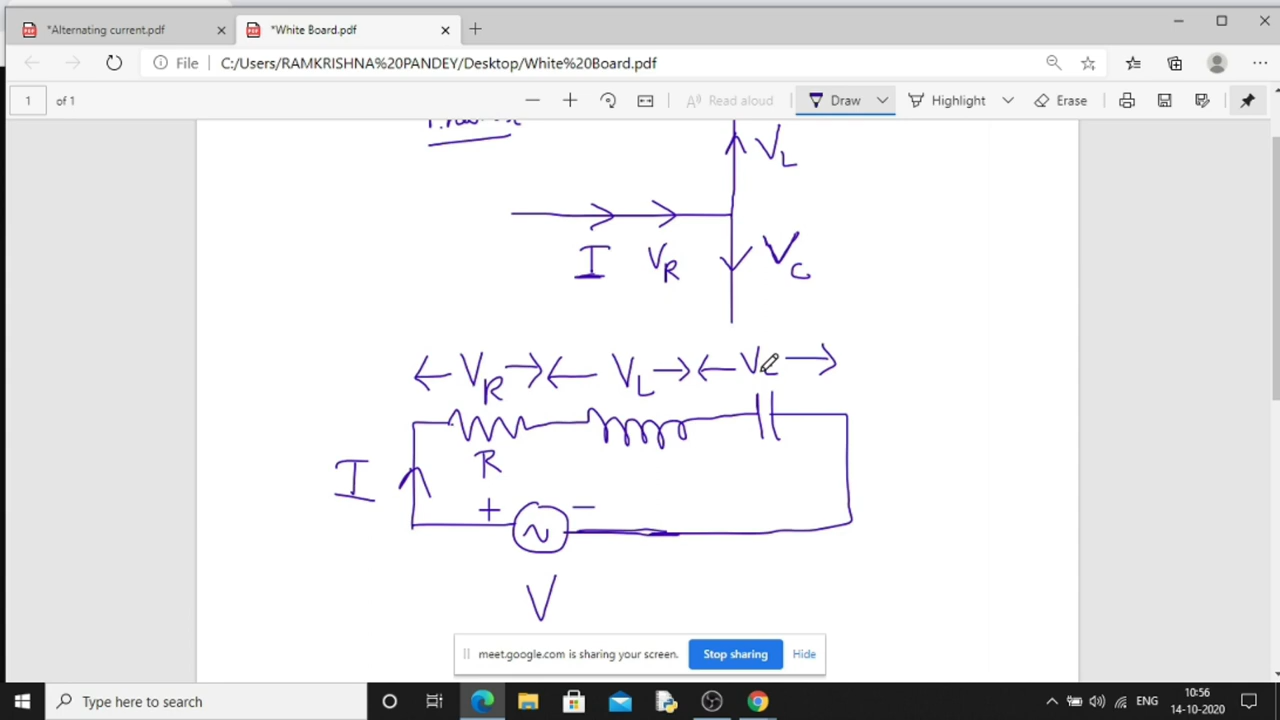 *Alternating current.pdf
*White Board.pdf
File C:/Users/RAMKRISHNA%20PANDEY/Desktop/White%20Board.pdf
1 of 1 Read aloud Draw Highlight Erase
V_L
I V_R V_C
V_R V_L V_C
R
I
+ −
V
meet.google.com is sharing your screen. Stop sharing Hide
Type here to search
ENG
10:56
14-10-2020